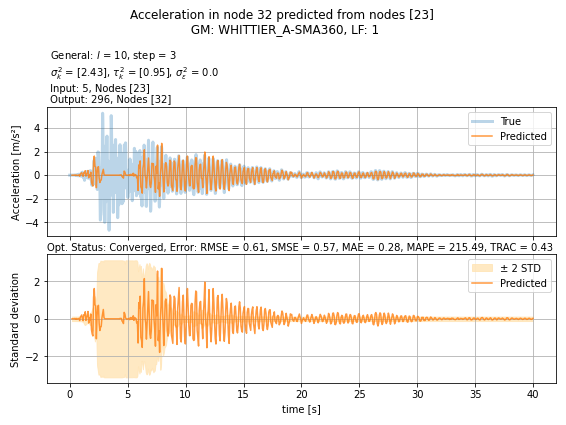 Acceleration in node 32 predicted from nodes [23]
GM: WHITTIER_A-SMA360, LF: 1
General: l = 10, step = 3
σ²ₖ = [2.43], τ²ₖ = [0.95], σ²ε = 0.0
Input: 5, Nodes [23]
Output: 296, Nodes [32]
Acceleration [m/s²]
4
2
0
−2
−4
True
Predicted
Opt. Status: Converged, Error: RMSE = 0.61, SMSE = 0.57, MAE = 0.28, MAPE = 215.49, TRAC = 0.43
Standard deviation
2
0
−2
± 2 STD
Predicted
0 5 10 15 20 25 30 35 40
time [s]